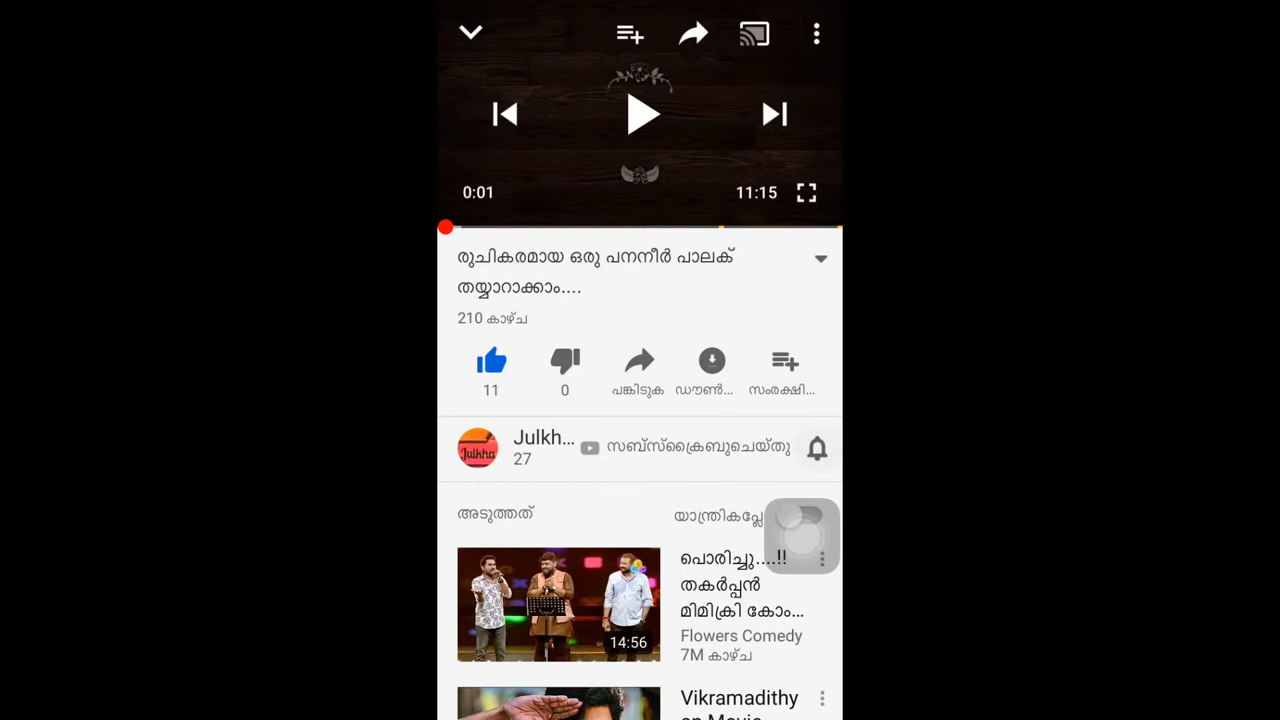 0:01
11:15
രുചികരമായ ഒരു പനനീർ പാലക്
തയ്യാറാക്കാം....
210 കാഴ്ച
11
0
പങ്കിടുക
ഡൗൺ...
സംരക്ഷി...
Julkha
Julkh...
27
സബ്സ്ക്രൈബുചെയ്തു
അടുത്തത്
പൊരിച്ചു....!!
തകർപ്പൻ
മിമിക്രി കോം...
Flowers Comedy
7M കാഴ്ച
14:56
Vikramadithy